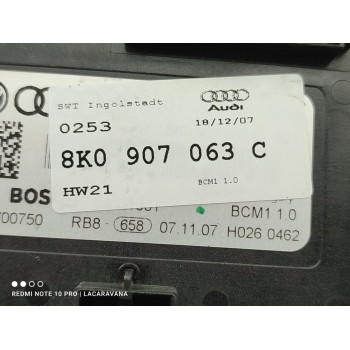 SWT Ingolstadt
Audi
0253
18/12/07
8K0 907 063 C
HW21
BCM1 1.0
BOS
00750
RB8-
658
07.11.07
H026 0462
BCM1 1.0
REDMI NOTE 10 PRO | LACARAVANA